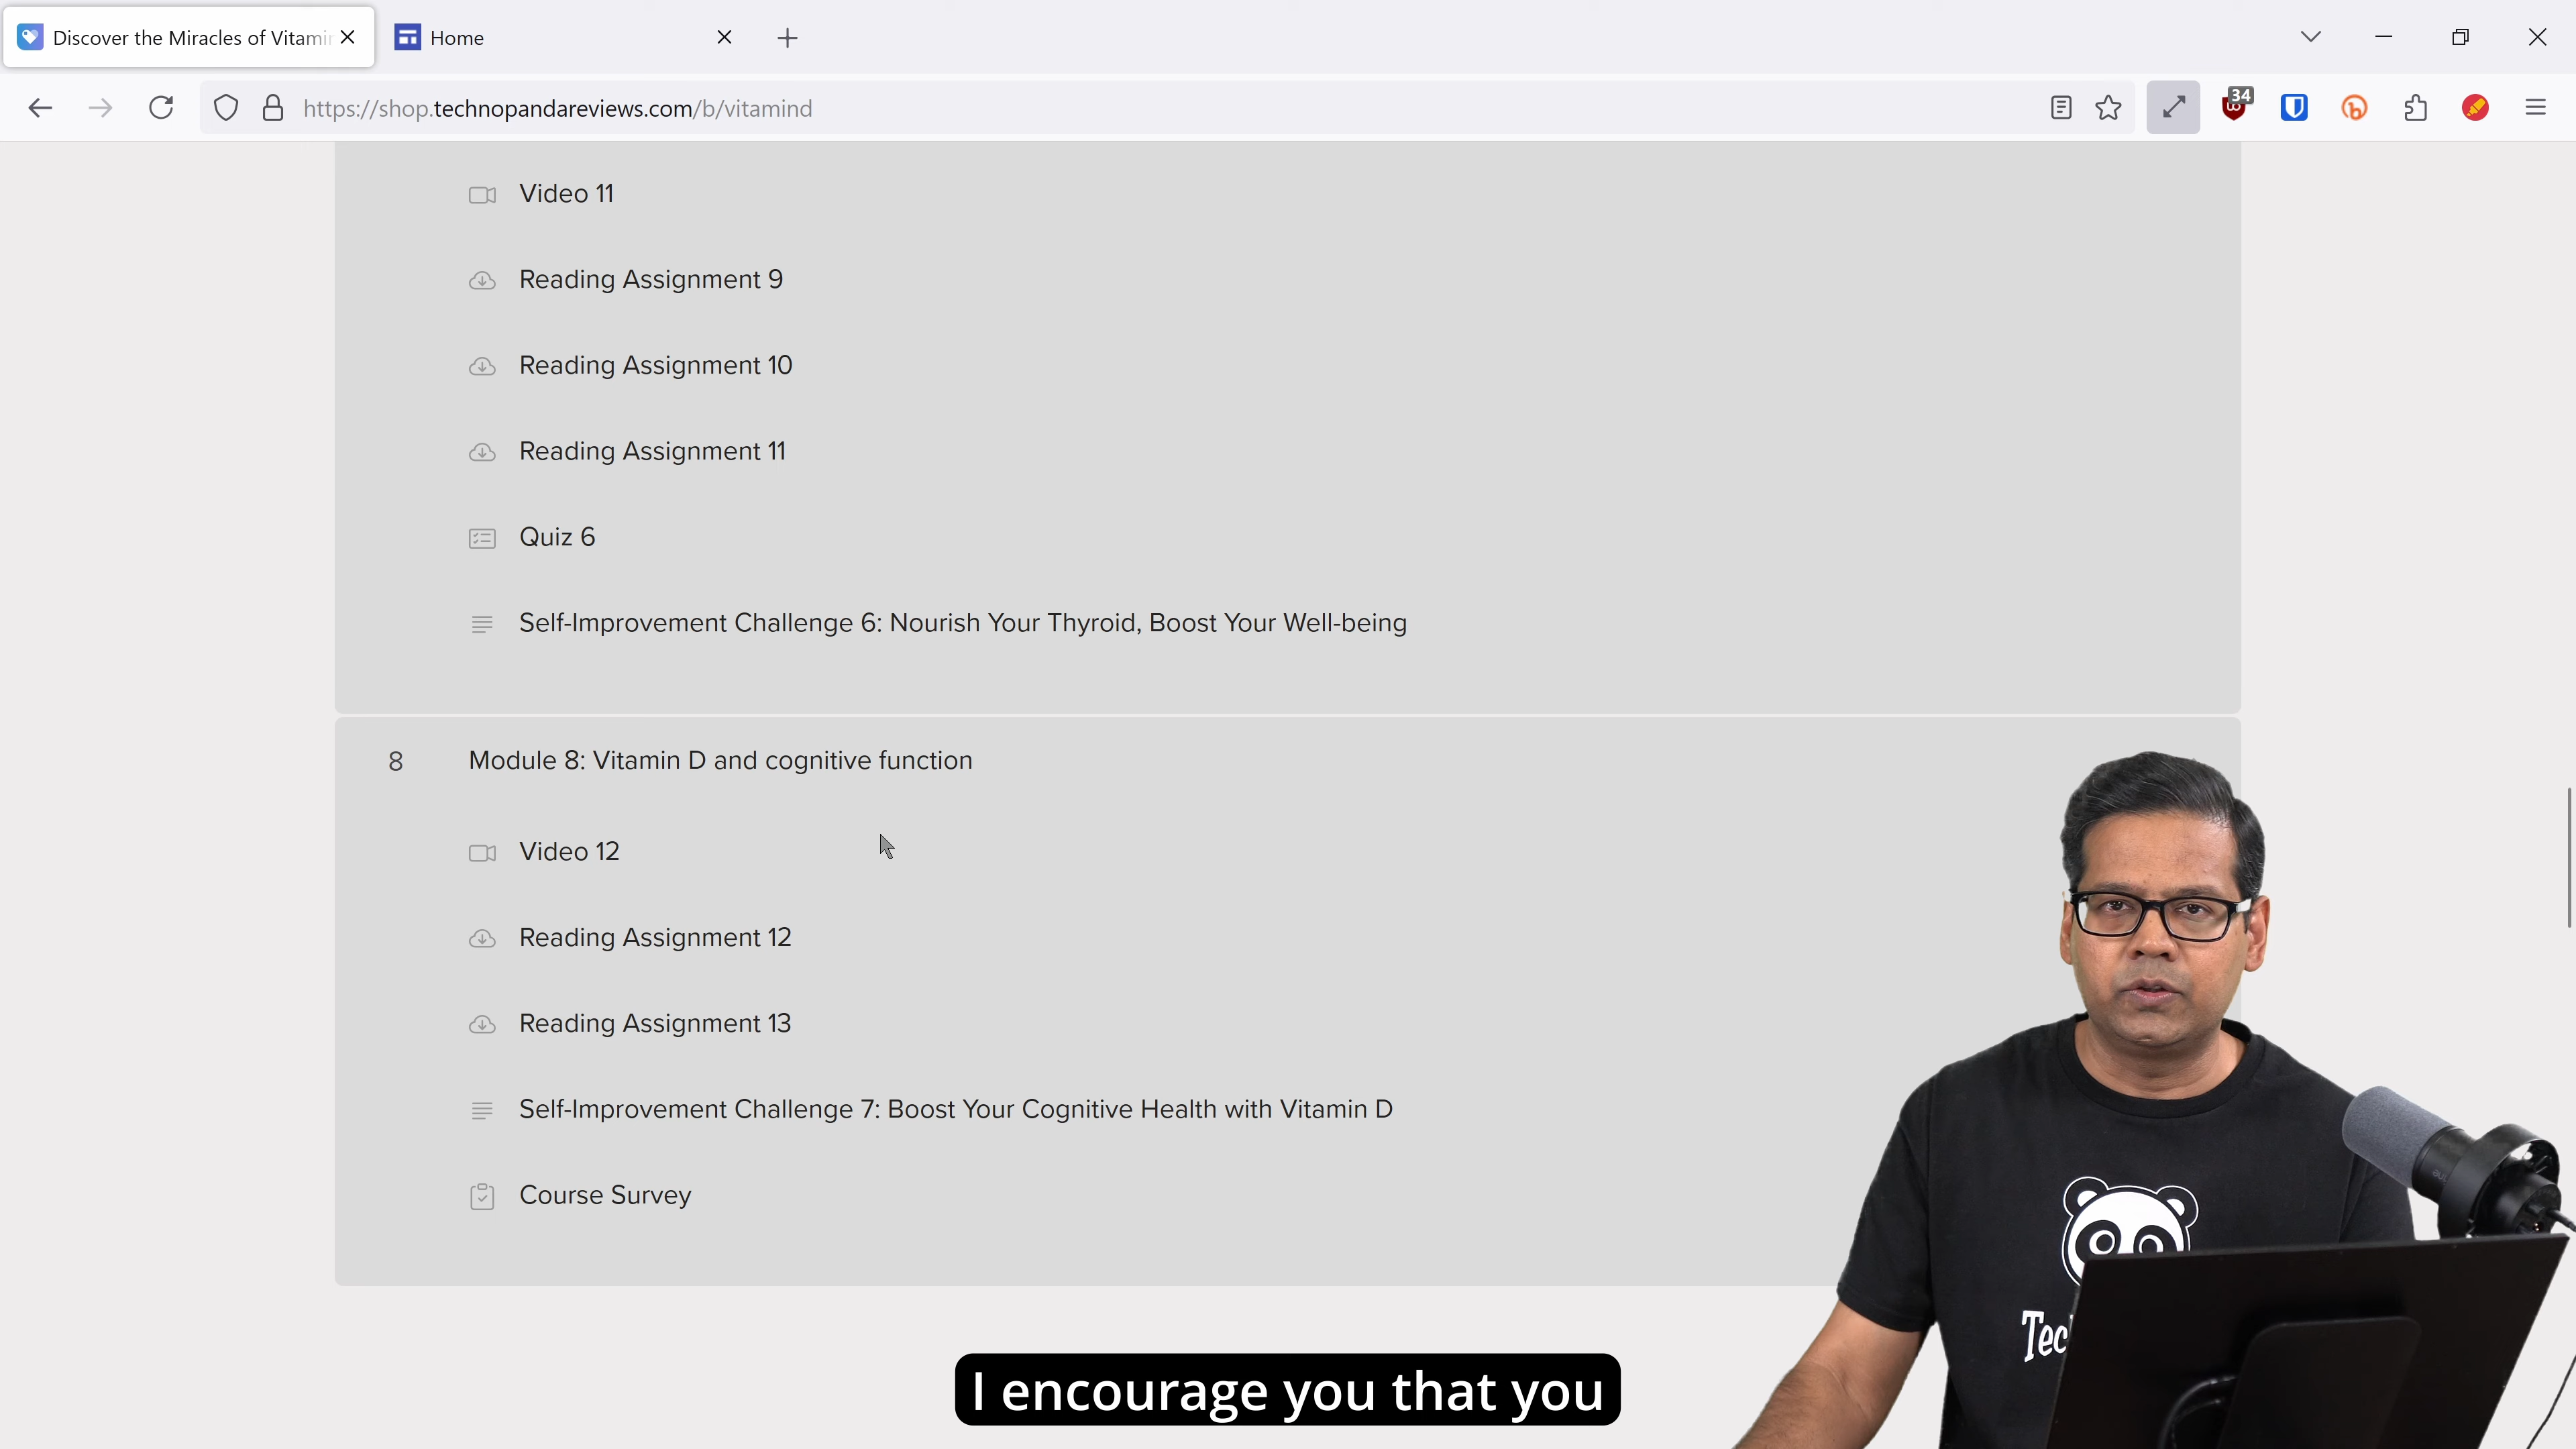 Discover the Miracles of Vitami
Home
https://shop.technopandareviews.com/b/vitamind
34
Video 11
Reading Assignment 9
Reading Assignment 10
Reading Assignment 11
Quiz 6
Self-Improvement Challenge 6: Nourish Your Thyroid, Boost Your Well-being
8 Module 8: Vitamin D and cognitive function
Video 12
Reading Assignment 12
Reading Assignment 13
Self-Improvement Challenge 7: Boost Your Cognitive Health with Vitamin D
Course Survey
Tec
I encourage you that you